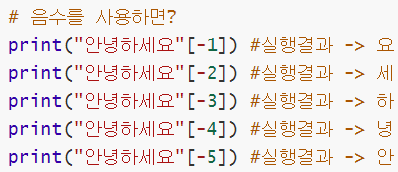 # 음수를 사용하면?
print("안녕하세요"[-1]) #실행결과 -> 요
print("안녕하세요"[-2]) #실행결과 -> 세
print("안녕하세요"[-3]) #실행결과 -> 하
print("안녕하세요"[-4]) #실행결과 -> 녕
print("안녕하세요"[-5]) #실행결과 -> 안